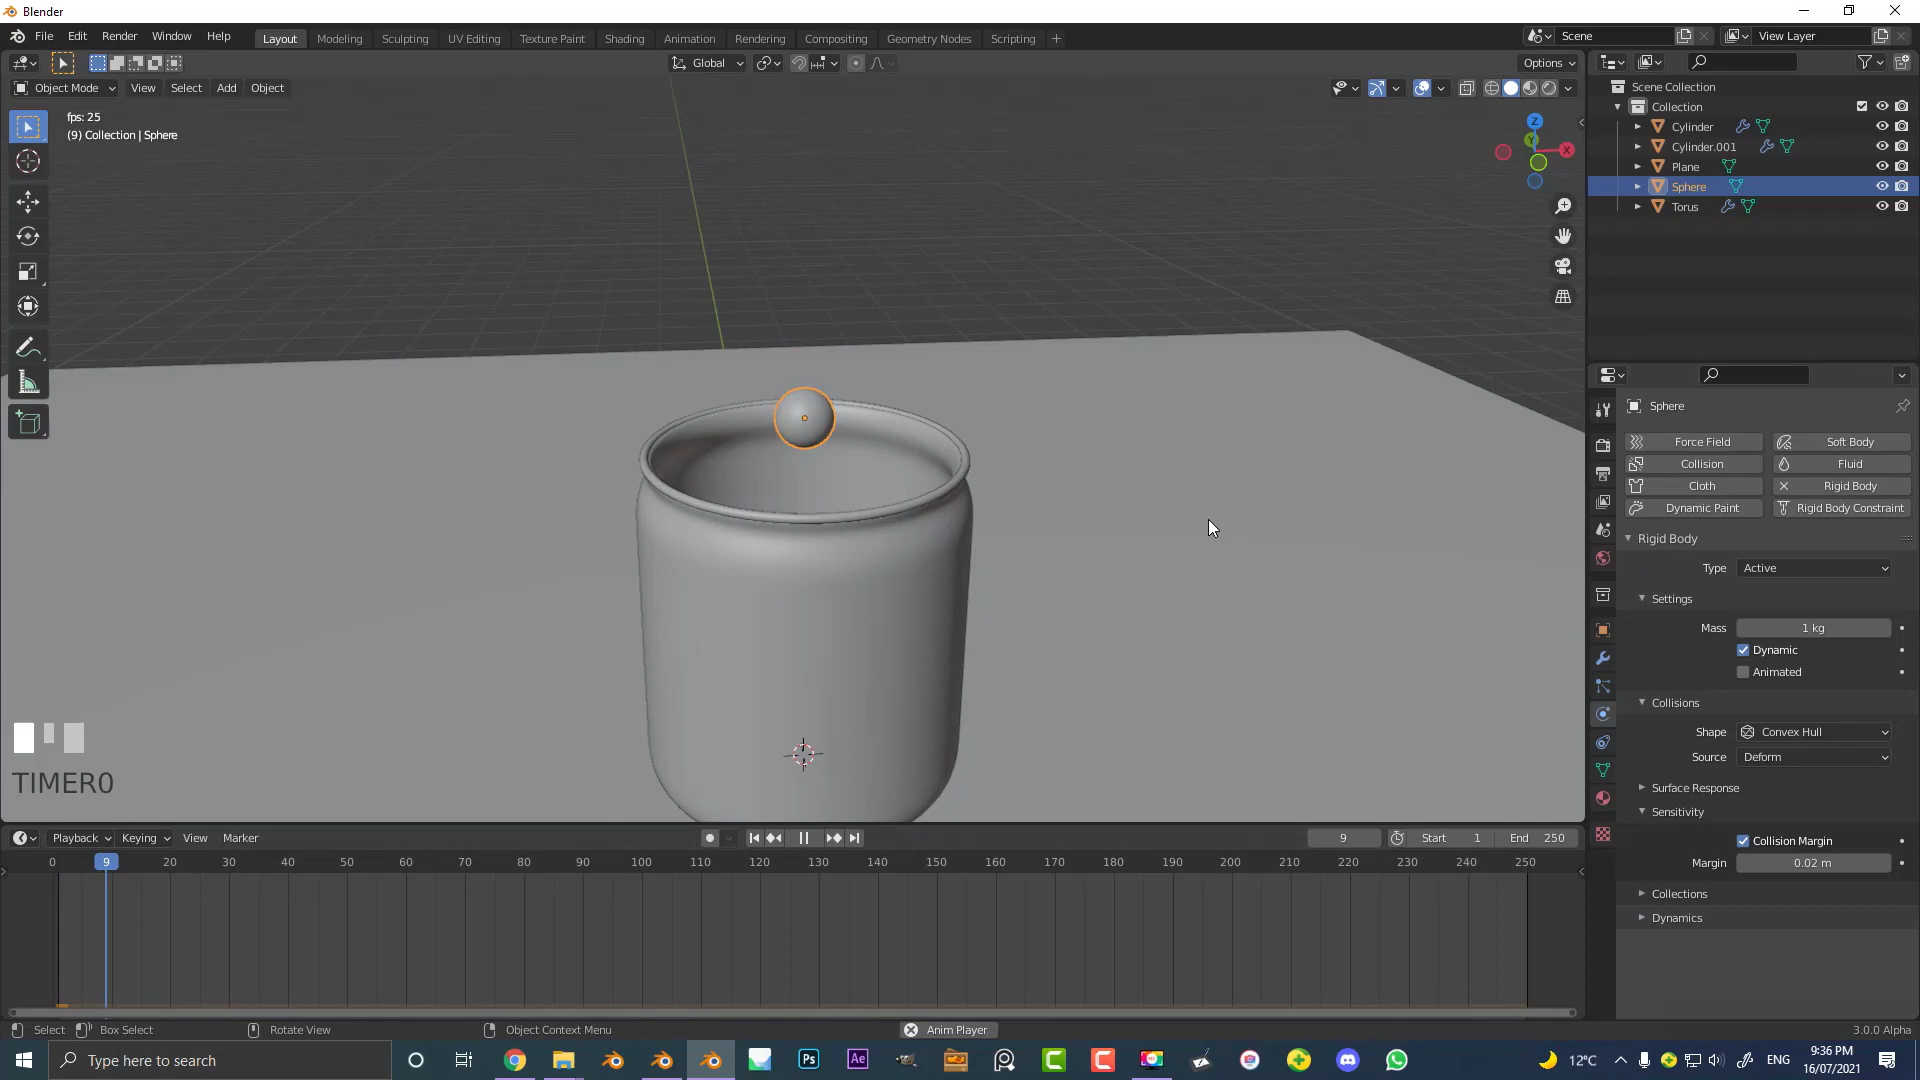 Blender
File Edit Render Window Help
Layout Modeling Sculpting UV Editing Texture Paint Shading Animation Rendering Compositing Geometry Nodes Scripting +
Scene
View Layer
Global
Options
Object Mode View Select Add Object
fps: 25
(9) Collection | Sphere
Z
Y
X
TIMER0
Scene Collection
Collection
Cylinder
Cylinder.001
Plane
Sphere
Torus
Sphere
Force Field Soft Body
Collision Fluid
Cloth Rigid Body
Dynamic Paint Rigid Body Constraint
Rigid Body
Type Active
Settings
Mass 1 kg
Dynamic
Animated
Collisions
Shape Convex Hull
Source Deform
Surface Response
Sensitivity
Collision Margin
Margin 0.02 m
Collections
Dynamics
Playback Keying View Marker
9 Start 1 End 250
0 9 20 30 40 50 60 70 80 90 100 110 120 130 140 150 160 170 180 190 200 210 220 230 240 250
Select Box Select Rotate View Object Context Menu Anim Player 3.0.0 Alpha
Type here to search
Ps
Ae
12°C
ENG
9:36 PM
16/07/2021